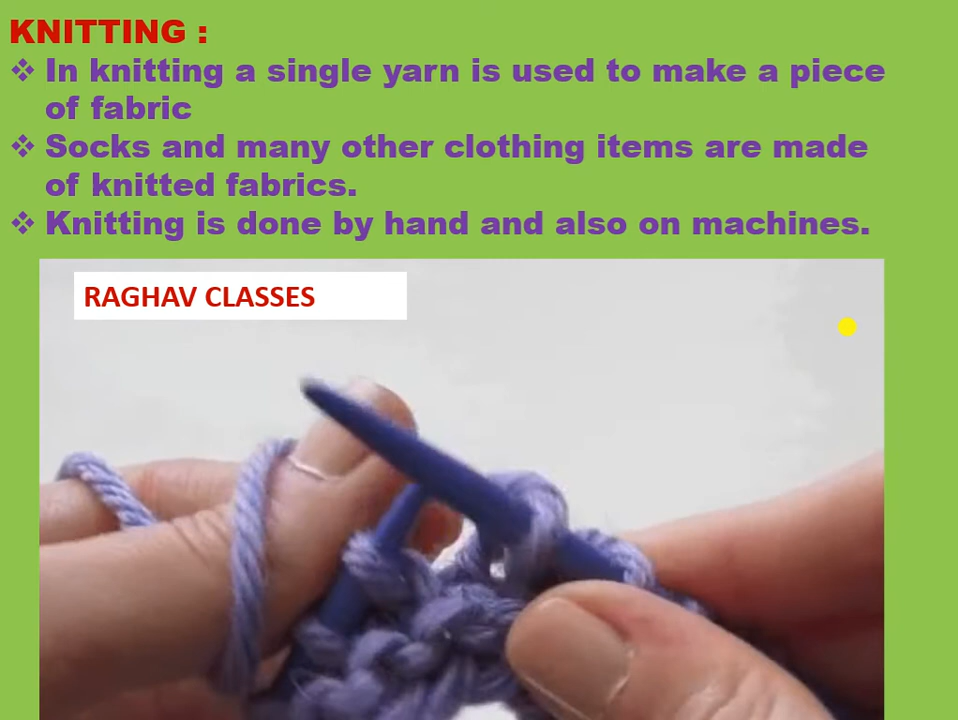 KNITTING :
❖ In knitting a single yarn is used to make a piece
of fabric
❖ Socks and many other clothing items are made
of knitted fabrics.
❖ Knitting is done by hand and also on machines.
RAGHAV CLASSES